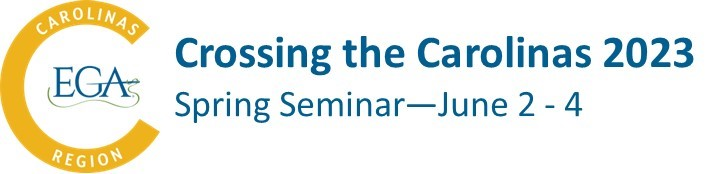 CAROLINAS
EGA
REGION
Crossing the Carolinas 2023
Spring Seminar—June 2 - 4